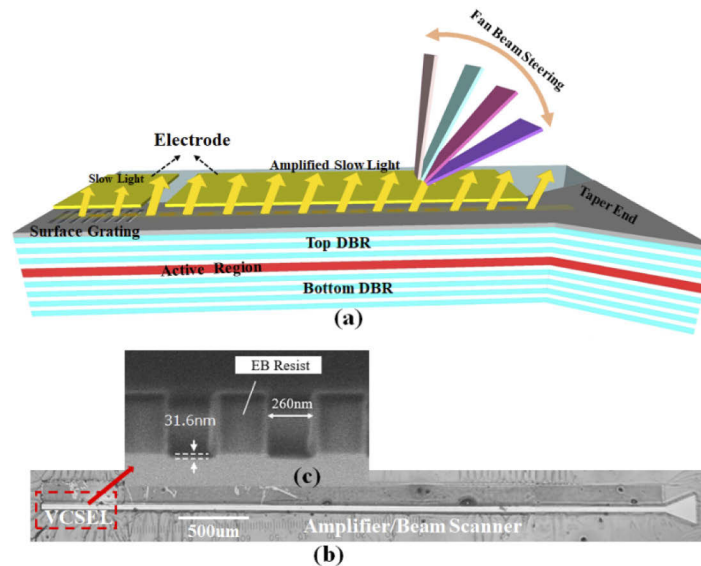 Fan Beam Steering
Electrode
Slow Light
Amplified Slow Light
Surface Grating
Taper End
Top DBR
Active Region
Bottom DBR
(a)
EB Resist
31.6nm
260nm
(c)
VCSEL
500um
Amplifier/Beam Scanner
(b)